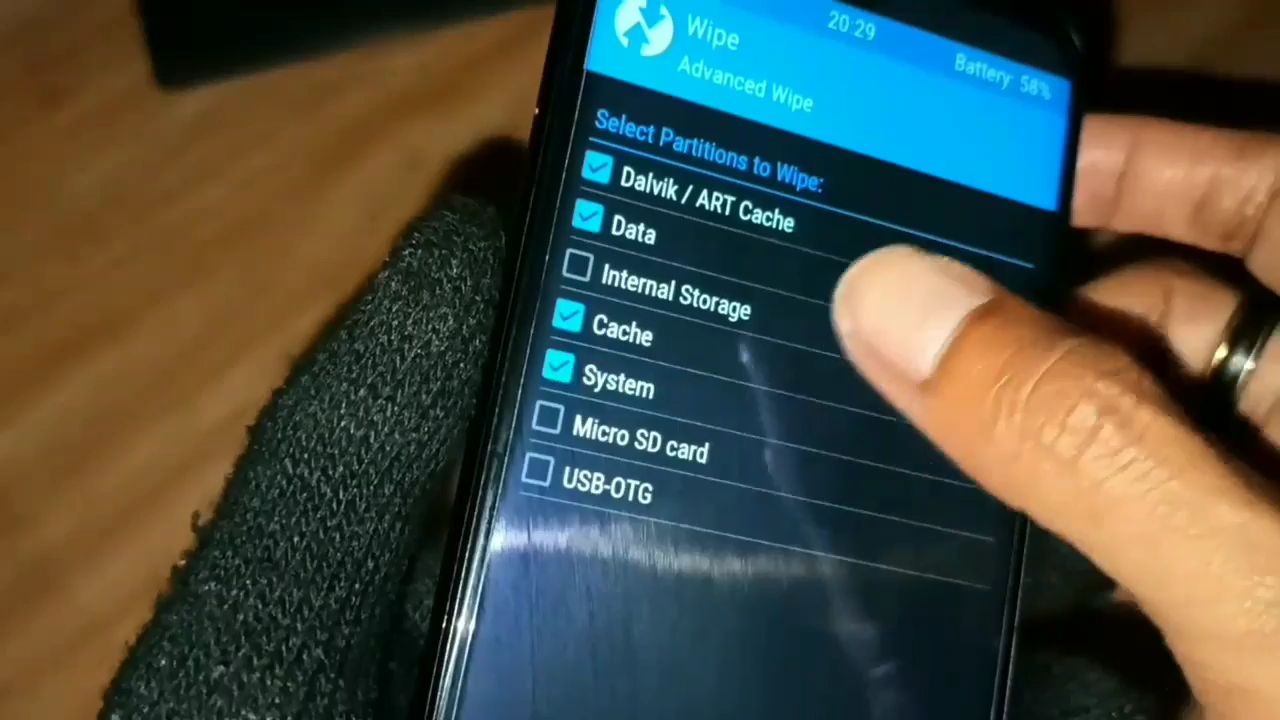 Wipe
20:29
Battery: 58%
Advanced Wipe
Select Partitions to Wipe:
Dalvik / ART Cache
Data
Internal Storage
Cache
System
Micro SD card
USB-OTG